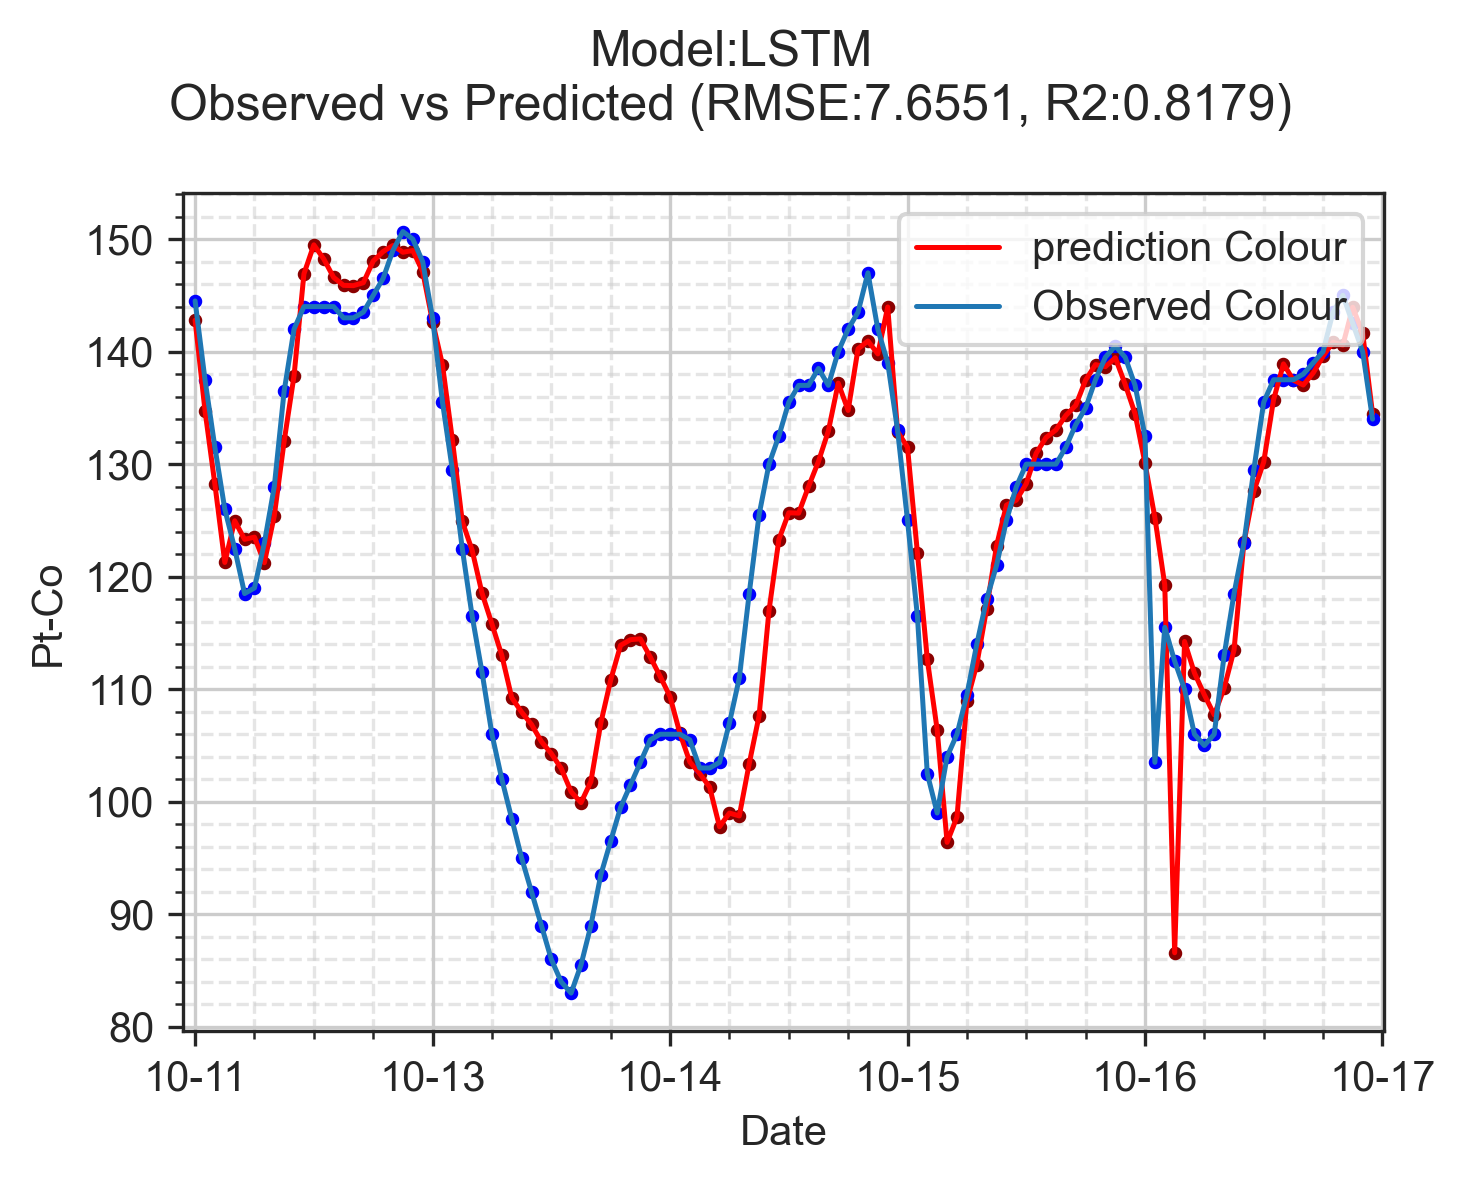 Model:LSTM
Observed vs Predicted (RMSE:7.6551, R2:0.8179)
prediction Colour
Observed Colour
150
140
130
120
110
100
90
80
Pt-Co
10-11 10-13 10-14 10-15 10-16 10-17
Date